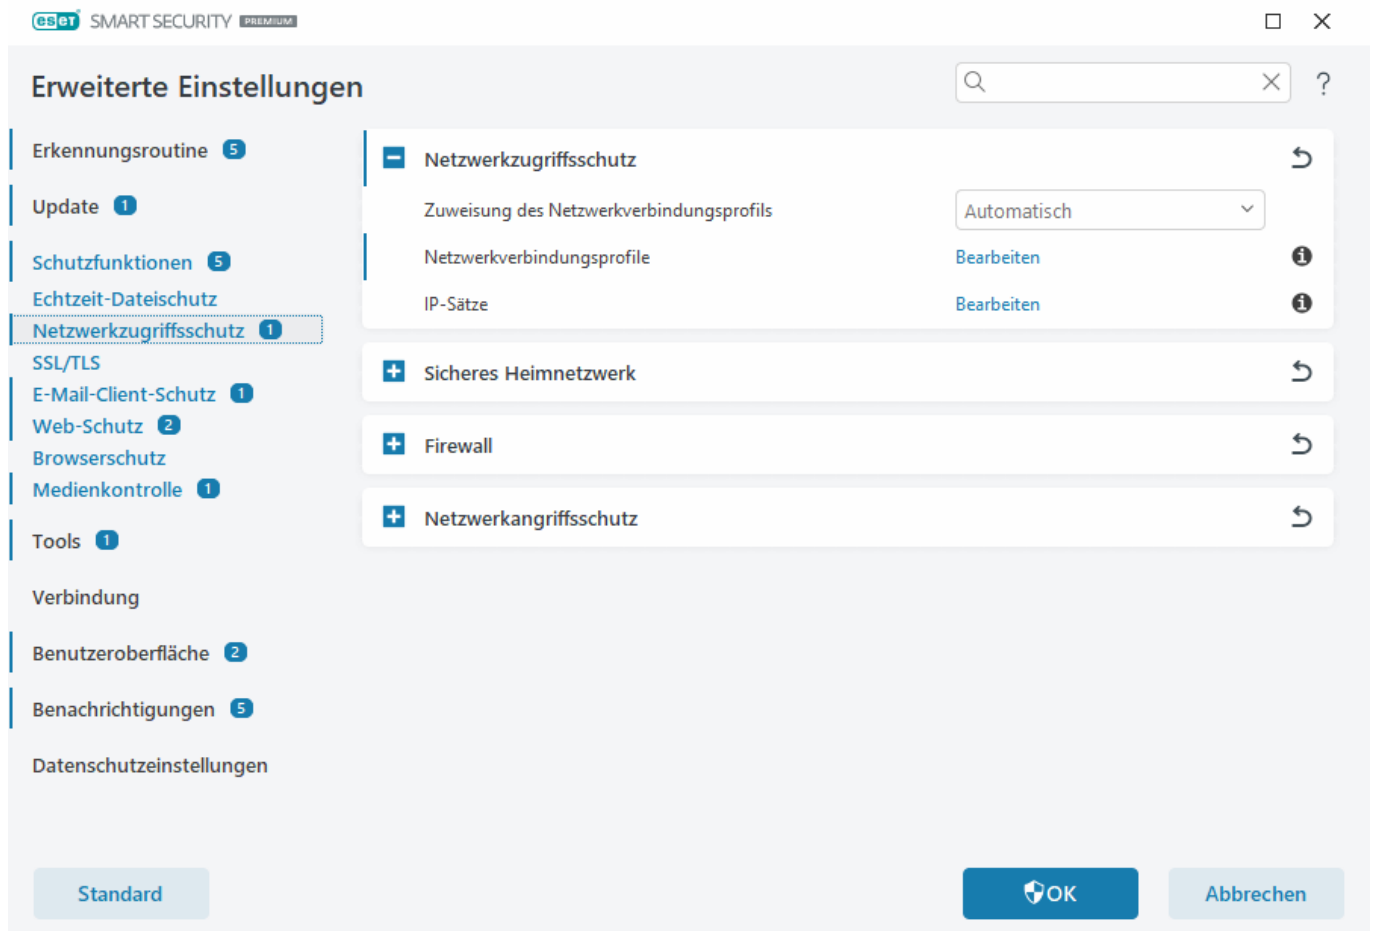 eset SMART SECURITY PREMIUM
Erweiterte Einstellungen
?
Erkennungsroutine 5
Update 1
Schutzfunktionen 5
Echtzeit-Dateischutz
Netzwerkzugriffsschutz 1
SSL/TLS
E-Mail-Client-Schutz 1
Web-Schutz 2
Browserschutz
Medienkontrolle 1
Tools 1
Verbindung
Benutzeroberfläche 2
Benachrichtigungen 5
Datenschutzeinstellungen
Netzwerkzugriffsschutz
Zuweisung des Netzwerkverbindungsprofils Automatisch
Netzwerkverbindungsprofile Bearbeiten
IP-Sätze Bearbeiten
Sicheres Heimnetzwerk
Firewall
Netzwerkangriffsschutz
Standard OK Abbrechen